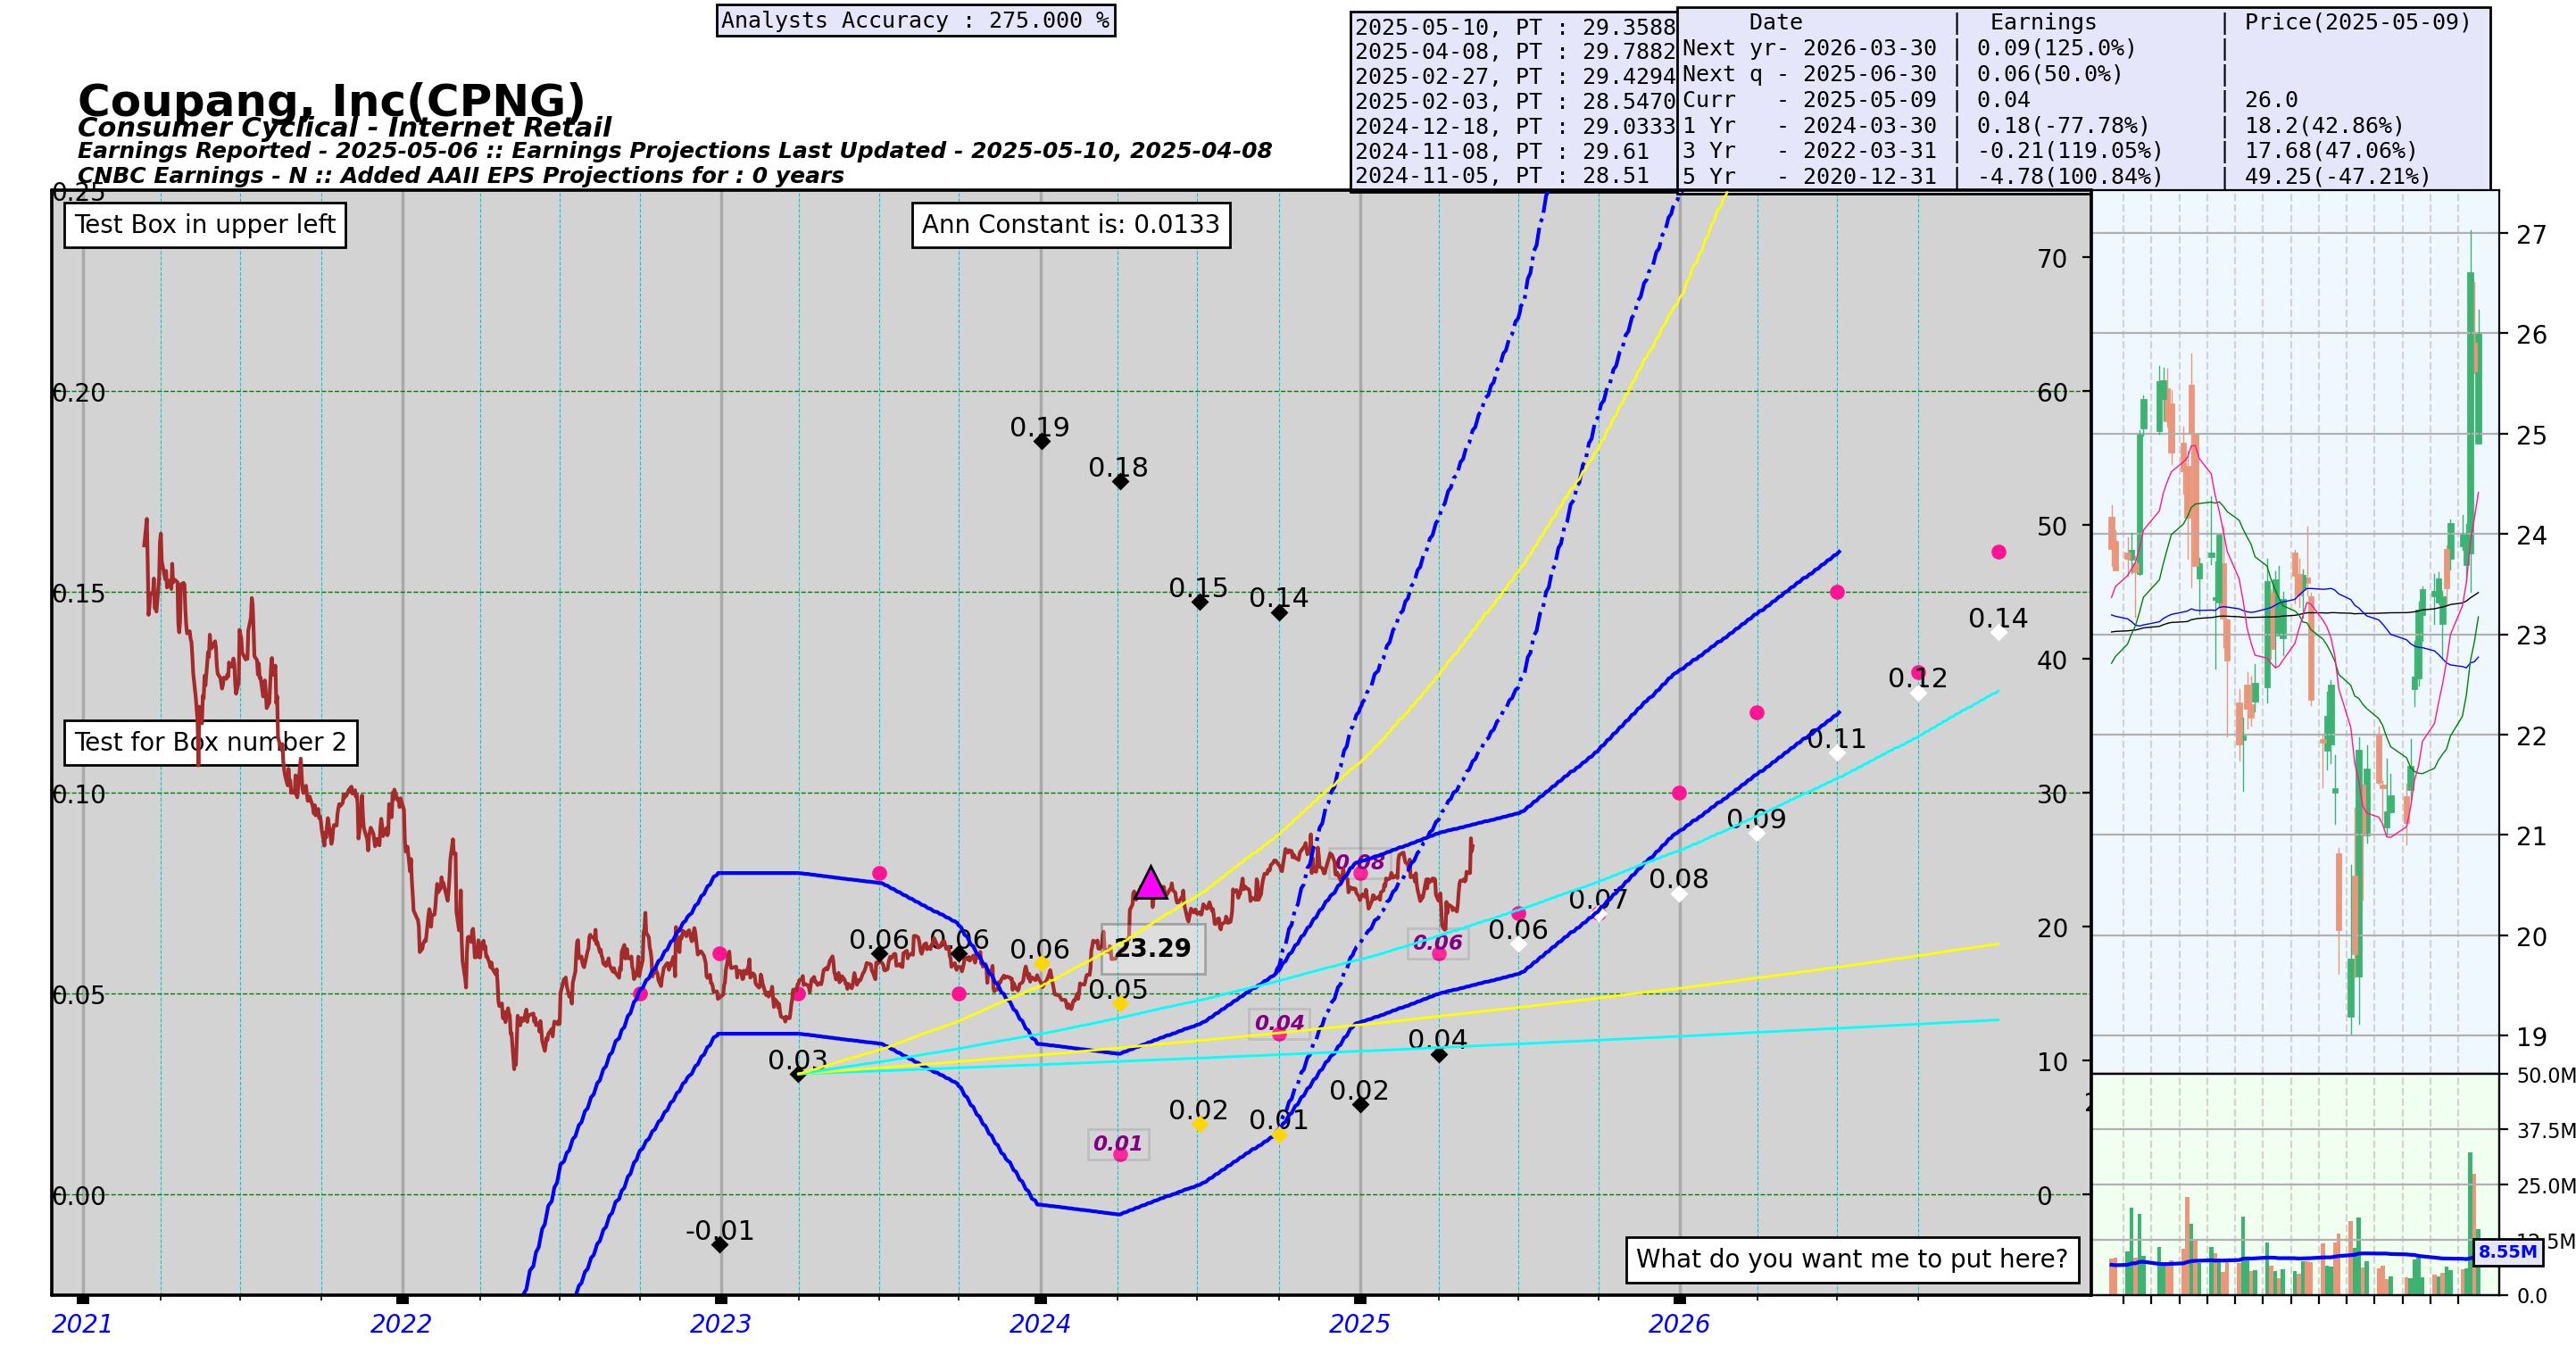 Analysts Accuracy : 275.000 %
2025-05-10, PT : 29.3588
2025-04-08, PT : 29.7882
2025-02-27, PT : 29.4294
2025-02-03, PT : 28.5470
2024-12-18, PT : 29.0333
2024-11-08, PT : 29.61
2024-11-05, PT : 28.51
Date | Earnings | Price(2025-05-09)
Next yr- 2026-03-30 | 0.09(125.0%) |
Next q - 2025-06-30 | 0.06(50.0%) |
Curr - 2025-05-09 | 0.04 | 26.0
1 Yr - 2024-03-30 | 0.18(-77.78%) | 18.2(42.86%)
3 Yr - 2022-03-31 | -0.21(119.05%) | 17.68(47.06%)
5 Yr - 2020-12-31 | -4.78(100.84%) | 49.25(-47.21%)
Coupang, Inc(CPNG)
Consumer Cyclical - Internet Retail
Earnings Reported - 2025-05-06 :: Earnings Projections Last Updated - 2025-05-10, 2025-04-08
CNBC Earnings - N :: Added AAII EPS Projections for : 0 years
0.25
0.20
0.15
0.10
0.05
0.00
Test Box in upper left
Ann Constant is: 0.0133
Test for Box number 2
-0.01
0.03
0.06
0.06
0.19
0.06
0.18
0.05
0.01
23.29
0.15
0.02
0.14
0.04
0.01
0.08
0.02
0.06
0.04
0.06
0.07
0.08
0.09
0.11
0.12
0.14
What do you want me to put here?
70
60
50
40
30
20
10
0
27
26
25
24
23
22
21
20
19
50.0M
37.5M
25.0M
8.55M
0.0
2021
2022
2023
2024
2025
2026